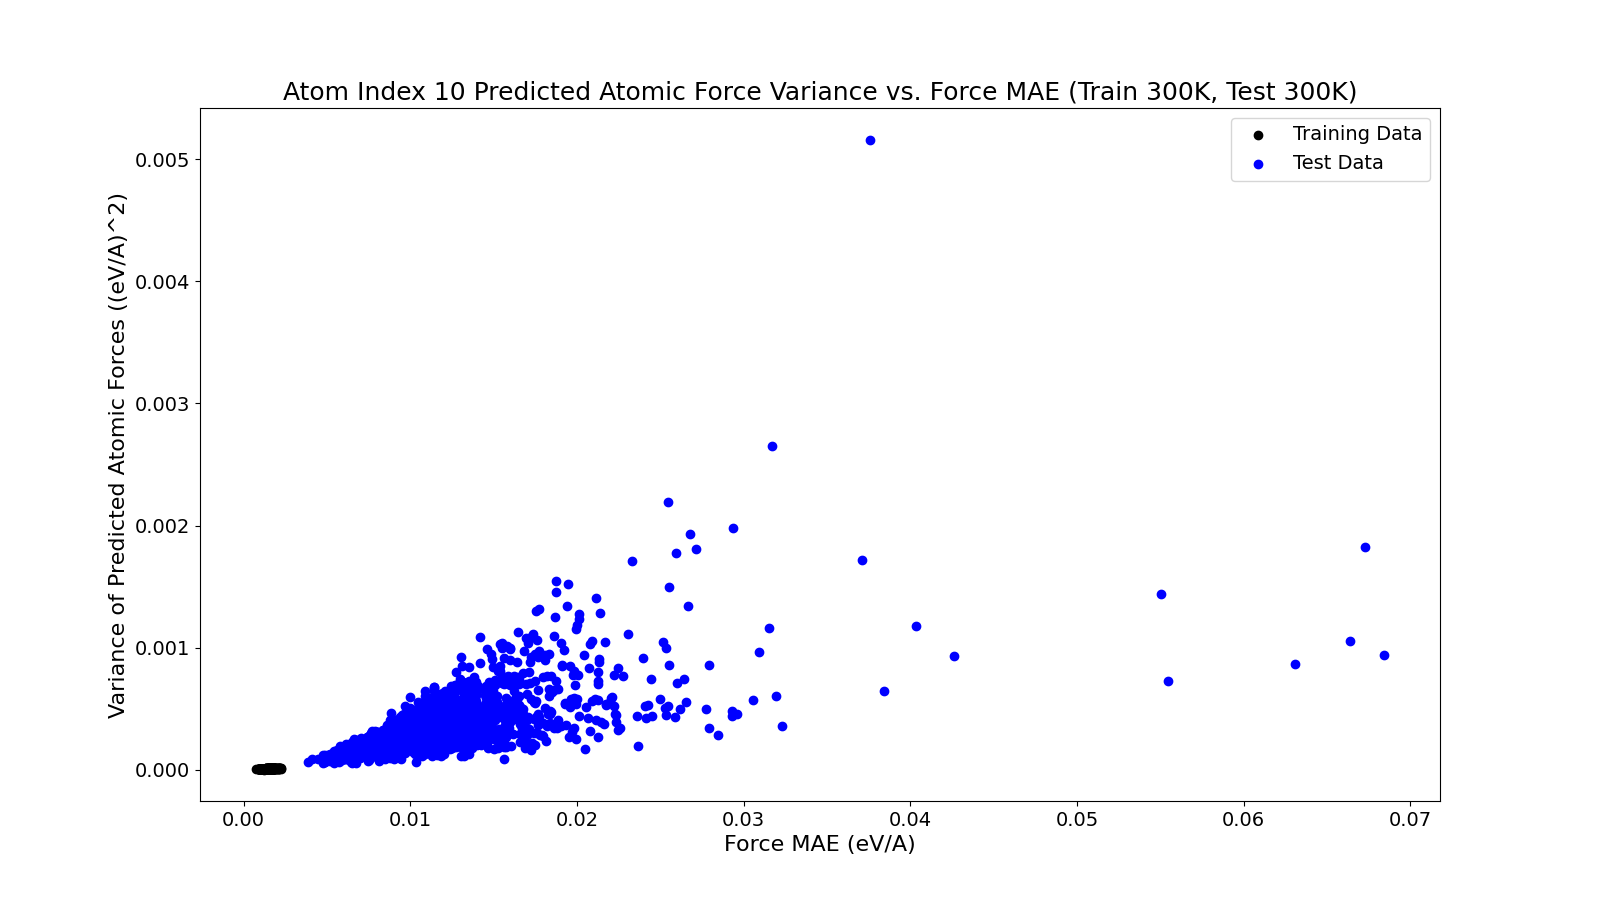 Atom Index 10 Predicted Atomic Force Variance vs. Force MAE (Train 300K, Test 300K)
Training Data
Test Data
Variance of Predicted Atomic Forces ((eV/A)^2)
0.005
0.004
0.003
0.002
0.001
0.000
0.00 0.01 0.02 0.03 0.04 0.05 0.06 0.07
Force MAE (eV/A)